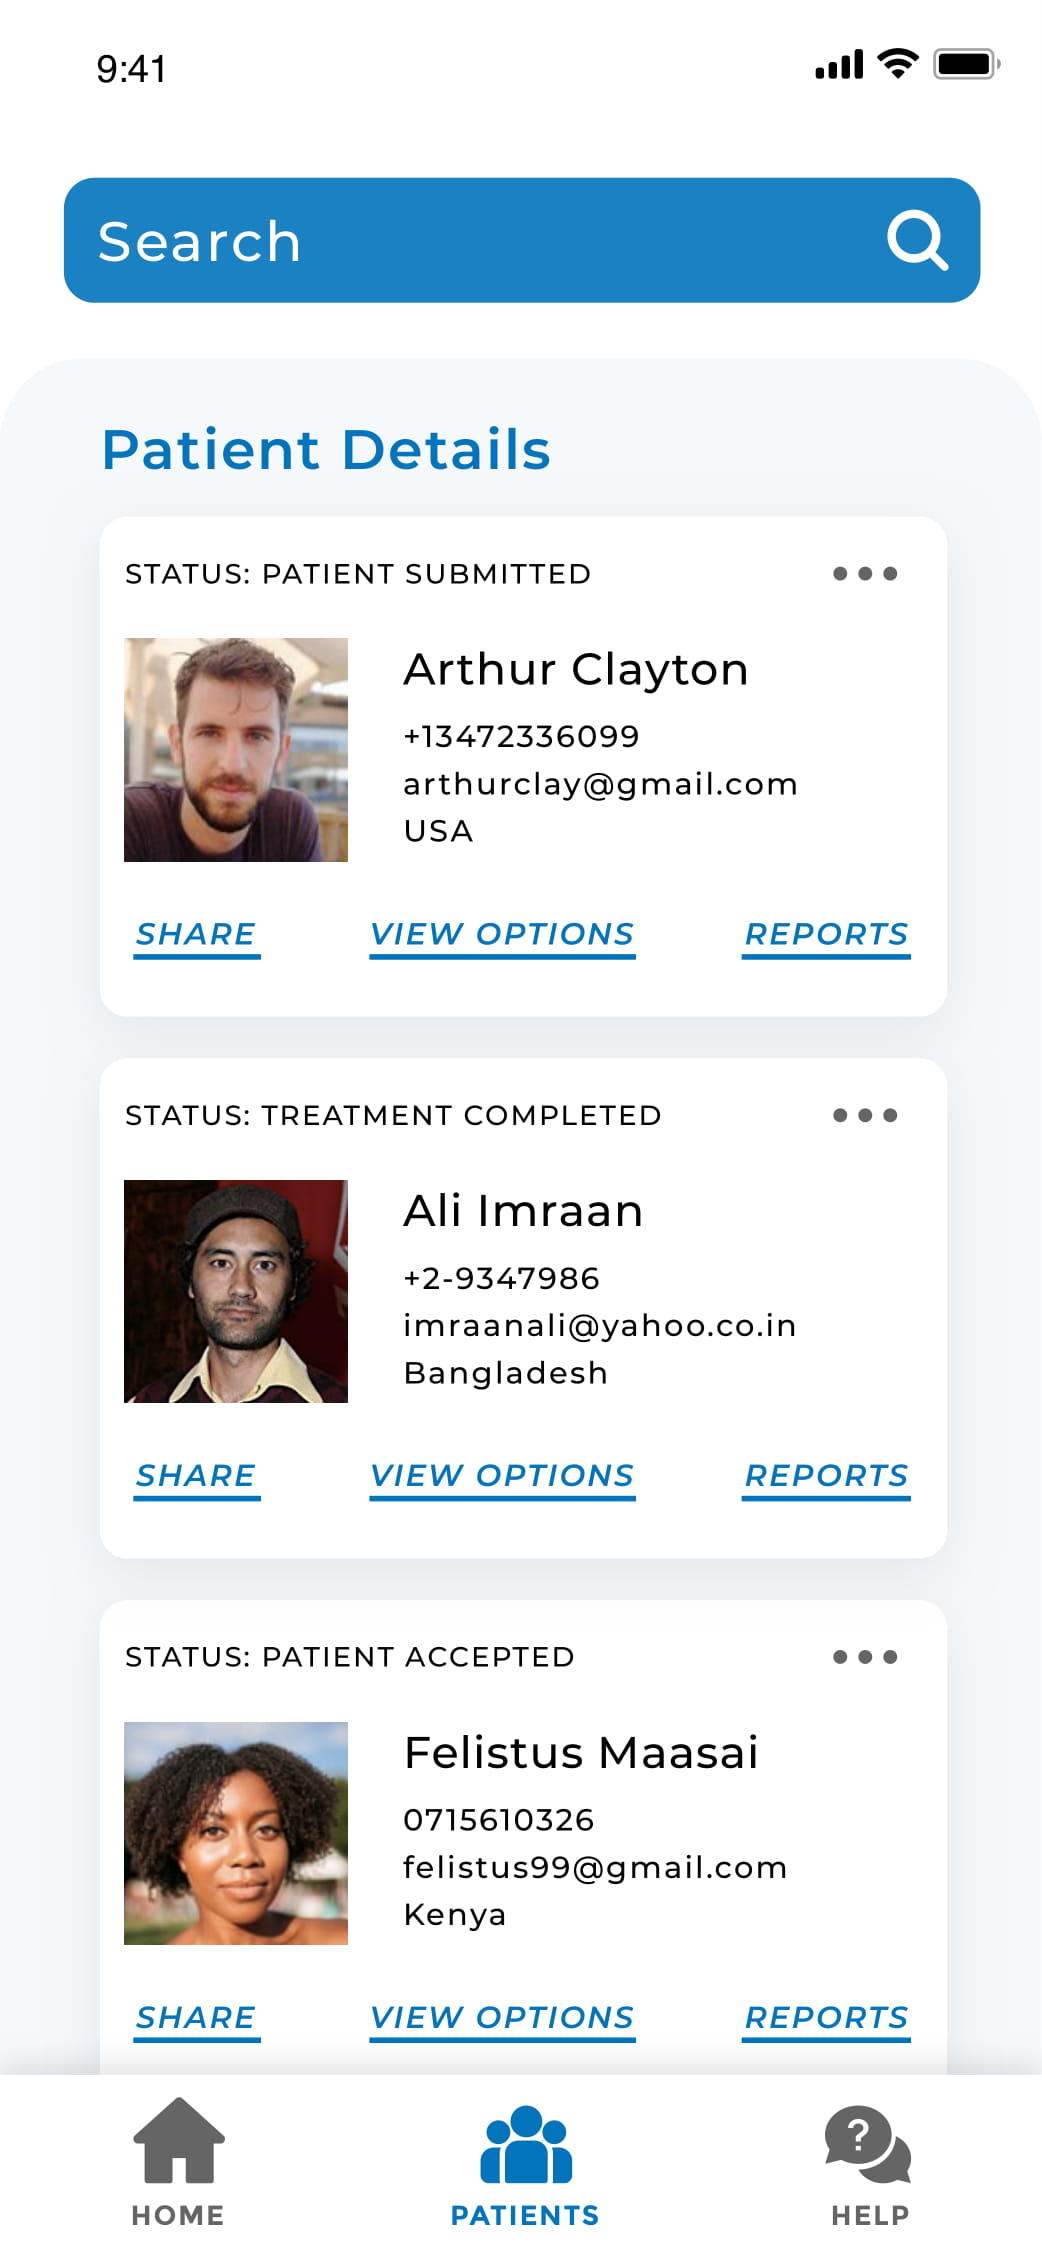 9:41
Search
Patient Details
STATUS: PATIENT SUBMITTED
Arthur Clayton
+13472336099
arthurclay@gmail.com
USA
SHARE VIEW OPTIONS REPORTS
STATUS: TREATMENT COMPLETED
Ali Imraan
+2-9347986
imraanali@yahoo.co.in
Bangladesh
SHARE VIEW OPTIONS REPORTS
STATUS: PATIENT ACCEPTED
Felistus Maasai
0715610326
felistus99@gmail.com
Kenya
SHARE VIEW OPTIONS REPORTS
?
HOME PATIENTS HELP